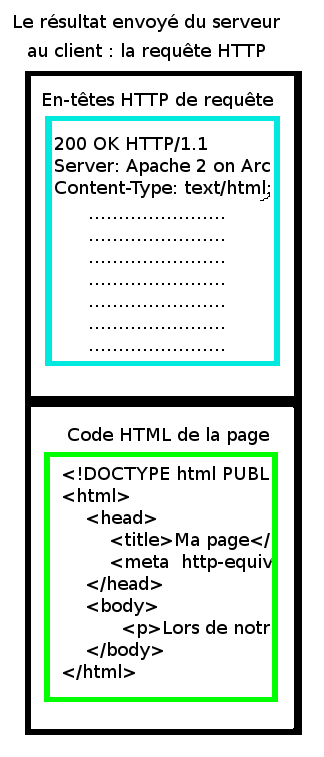 Le résultat envoyé du serveur
au client : la requête HTTP
En-têtes HTTP de requête
200 OK HTTP/1.1
Server: Apache 2 on Arc
Content-Type: text/html;
.......................
.......................
.......................
.......................
.......................
.......................
.......................
Code HTML de la page
<!DOCTYPE html PUBL
<html>
<head>
<title>Ma page</
<meta  http-equiv
</head>
<body>
<p>Lors de notr
</body>
</html>